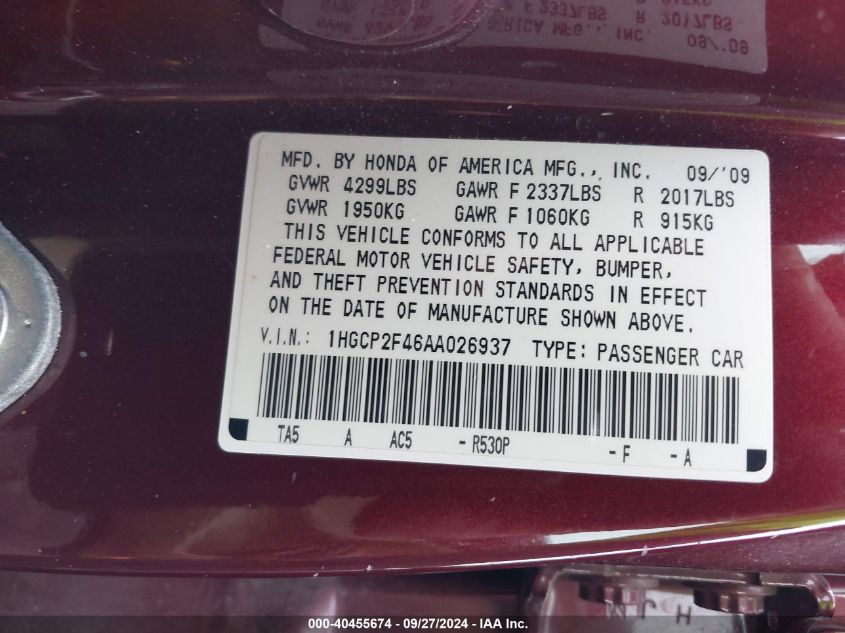 MFD. BY HONDA OF AMERICA MFG., INC. 09/'09
GVWR 4299LBS GAWR F 2337LBS R 2017LBS
GVWR 1950KG GAWR F 1060KG R 915KG
THIS VEHICLE CONFORMS TO ALL APPLICABLE
FEDERAL MOTOR VEHICLE SAFETY, BUMPER,
AND THEFT PREVENTION STANDARDS IN EFFECT
ON THE DATE OF MANUFACTURE SHOWN ABOVE.
V.I.N.: 1HGCP2F46AA026937 TYPE: PASSENGER CAR
TA5 A AC5 -R530P -F -A
000-40455674 - 09/27/2024 - IAA Inc.